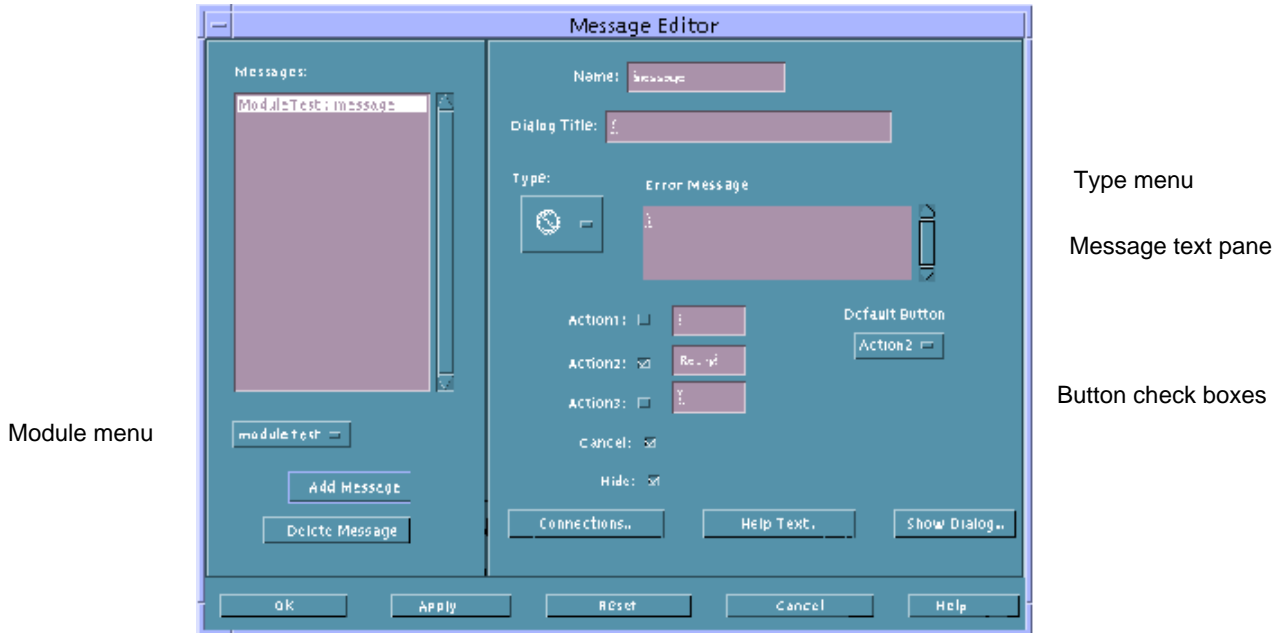 Message Editor
Messages:
ModuleTest : message
Module menu
moduletest
Add Message
Delete Message
Name: message
Dialog Title:
Type:
Error Message
Type menu
Message text pane
Action1:
Default Button
Action2:
Action2
Action3:
Button check boxes
Cancel:
Hide:
Connections..
Help Text.
Show Dialog..
OK
Apply
Reset
Cancel
Help